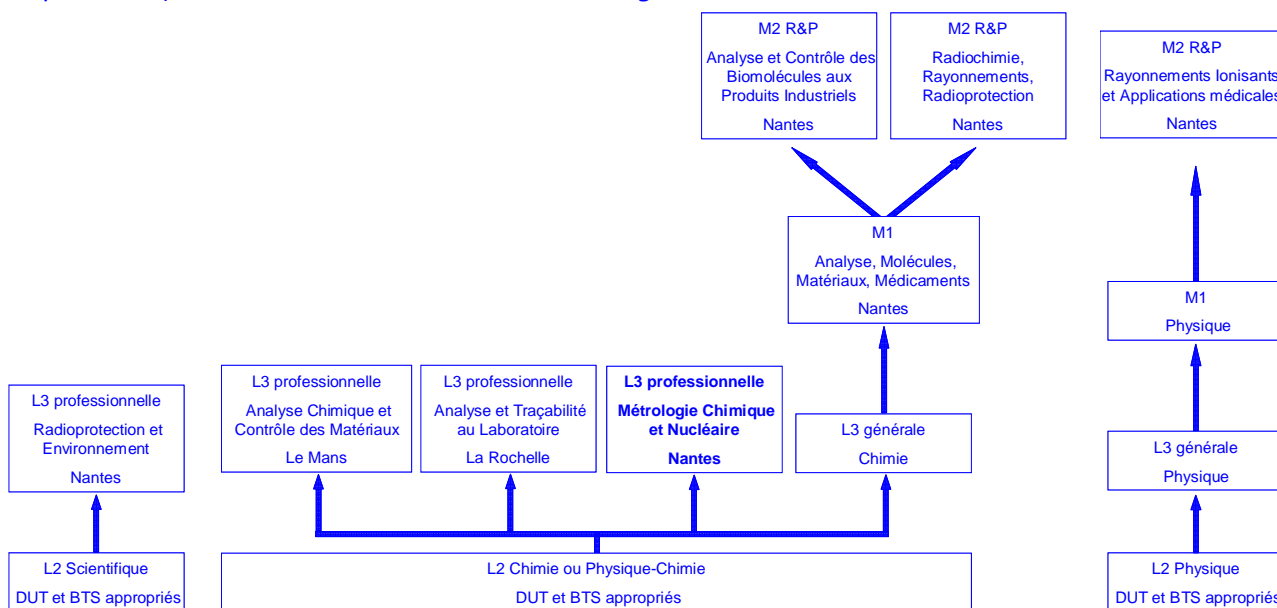 M2 R&P
Analyse et Contrôle des
Biomolécules aux
Produits Industriels
Nantes
M2 R&P
Radiochimie,
Rayonnements,
Radioprotection
Nantes
M2 R&P
Rayonnements Ionisants
et Applications médicales
Nantes
M1
Analyse, Molécules,
Matériaux, Médicaments
Nantes
M1
Physique
L3 professionnelle
Radioprotection et
Environnement
Nantes
L3 professionnelle
Analyse Chimique et
Contrôle des Matériaux
Le Mans
L3 professionnelle
Analyse et Traçabilité
au Laboratoire
La Rochelle
L3 professionnelle
Métrologie Chimique
et Nucléaire
Nantes
L3 générale
Chimie
L3 générale
Physique
L2 Scientifique
DUT et BTS appropriés
L2 Chimie ou Physique-Chimie
DUT et BTS appropriés
L2 Physique
DUT et BTS appropriés